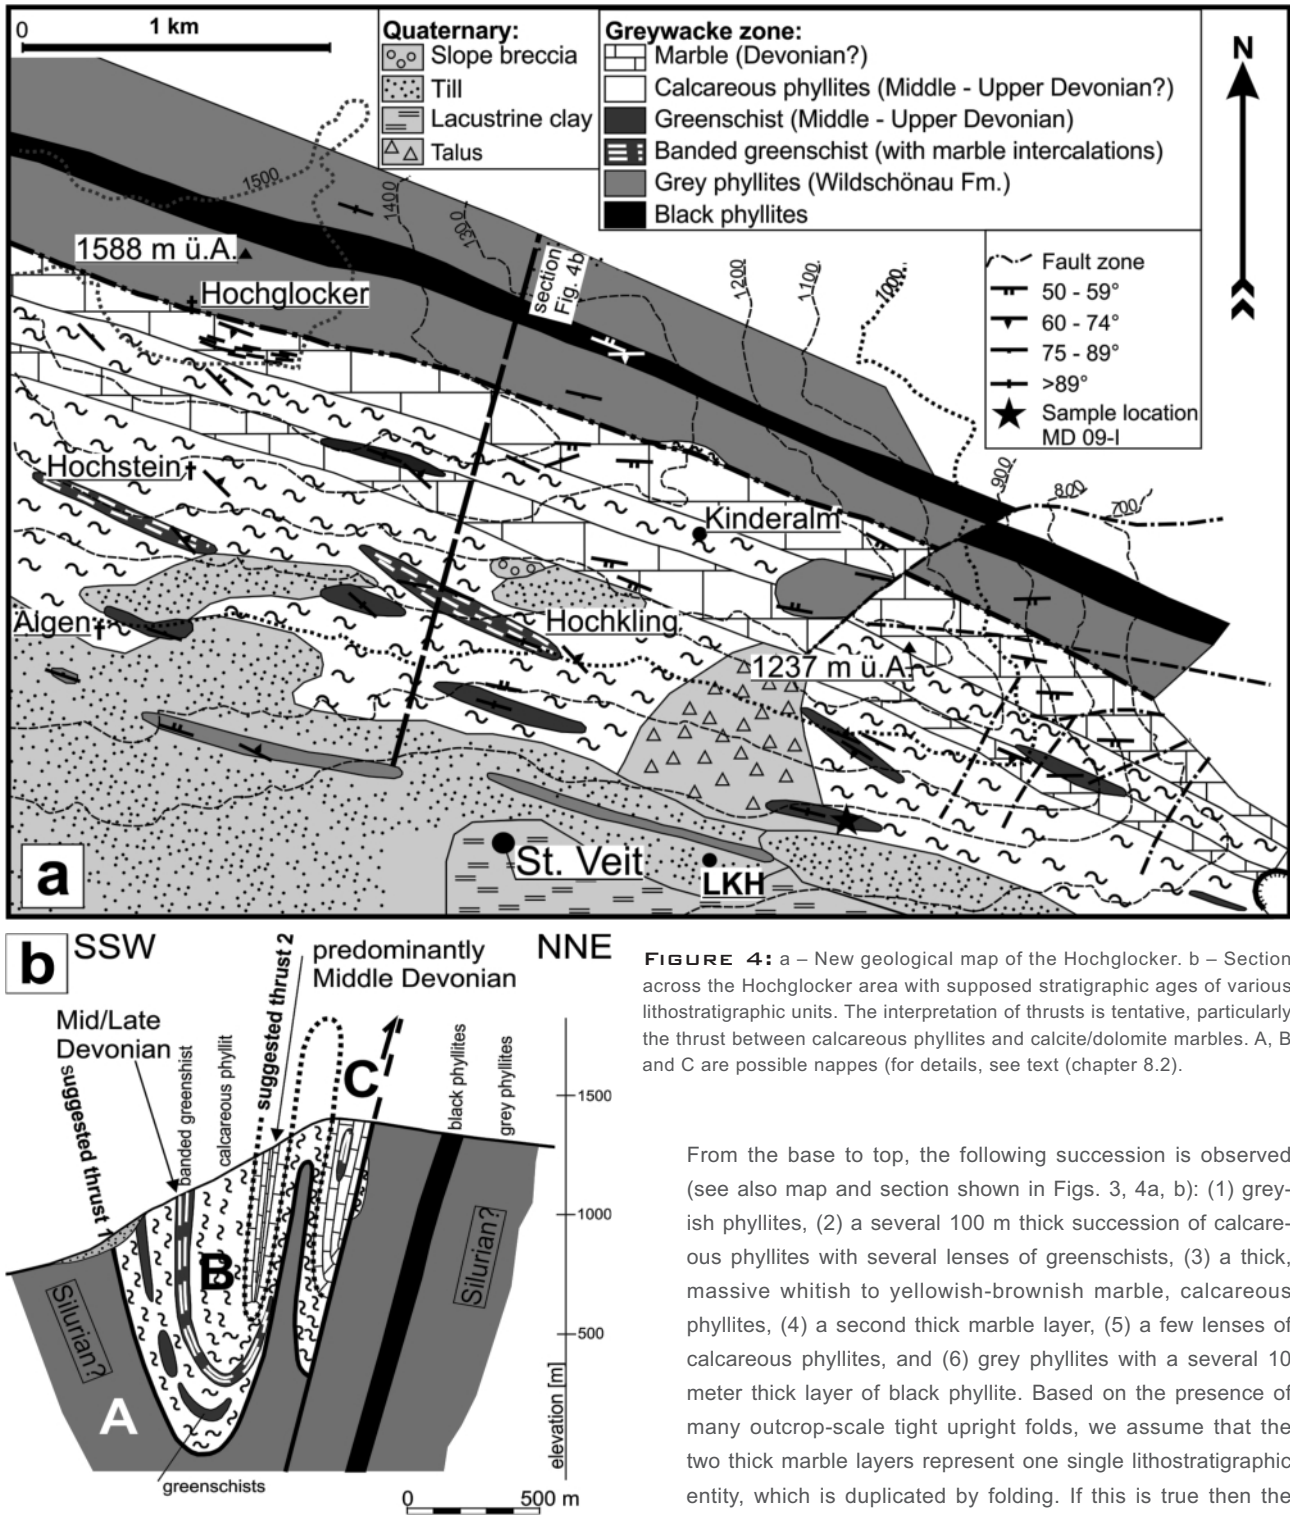 0
1 km
Quaternary:
Slope breccia
Till
Lacustrine clay
Talus
Greywacke zone:
Marble (Devonian?)
Calcareous phyllites (Middle - Upper Devonian?)
Greenschist (Middle - Upper Devonian)
Banded greenschist (with marble intercalations)
Grey phyllites (Wildschönau Fm.)
Black phyllites
N
Fault zone
50 - 59°
60 - 74°
75 - 89°
>89°
Sample location
MD 09-I
1500
1400
1300
1200
1100
1000
900
800
700
section
Fig. 4b
1588 m ü.A.
Hochglocker
Hochstein
Kinderalm
Aigen
Hochkling
1237 m ü.A.
St. Veit
LKH
a
b
SSW
NNE
predominantly
Middle Devonian
Mid/Late
Devonian
suggested thrust 1
banded greenshist
calcareous phyllit
suggested thrust 2
C
black phyllites
grey phyllites
1500
1000
500
elevation [m]
B
A
Silurian?
Silurian?
greenschists
0
500 m
FIGURE 4: a – New geological map of the Hochglocker. b – Section
across the Hochglocker area with supposed stratigraphic ages of various
lithostratigraphic units. The interpretation of thrusts is tentative, particularly
the thrust between calcareous phyllites and calcite/dolomite marbles. A, B
and C are possible nappes (for details, see text (chapter 8.2).
From the base to top, the following succession is observed
(see also map and section shown in Figs. 3, 4a, b): (1) grey-
ish phyllites, (2) a several 100 m thick succession of calcare-
ous phyllites with several lenses of greenschists, (3) a thick,
massive whitish to yellowish-brownish marble, calcareous
phyllites, (4) a second thick marble layer, (5) a few lenses of
calcareous phyllites, and (6) grey phyllites with a several 10
meter thick layer of black phyllite. Based on the presence of
many outcrop-scale tight upright folds, we assume that the
two thick marble layers represent one single lithostratigraphic
entity, which is duplicated by folding. If this is true then the